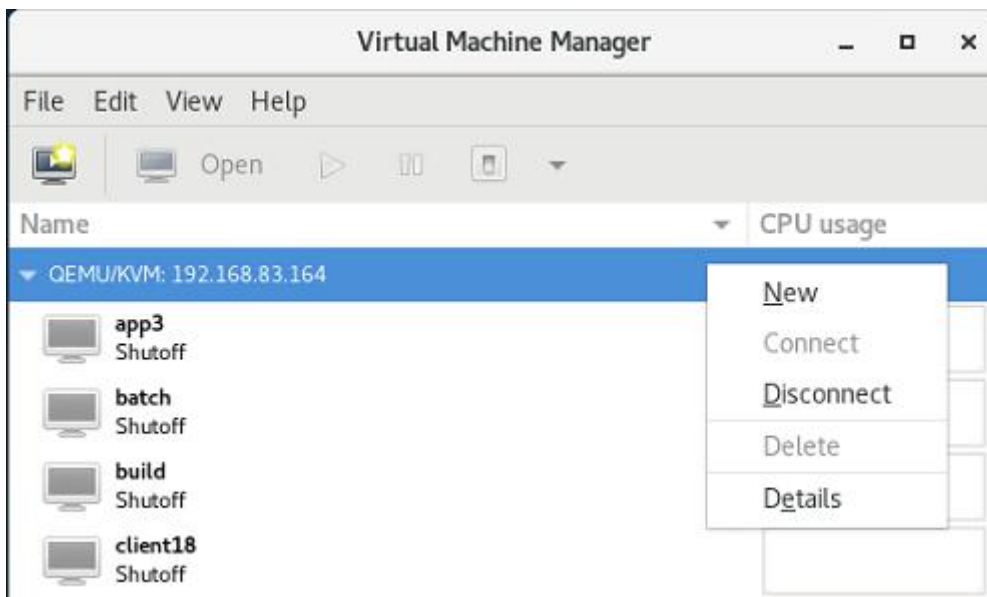 Virtual Machine Manager
File Edit View Help
Open
Name CPU usage
QEMU/KVM: 192.168.83.164
New
app3
Shutoff
Connect
batch
Shutoff
Disconnect
Delete
build
Shutoff
Details
client18
Shutoff